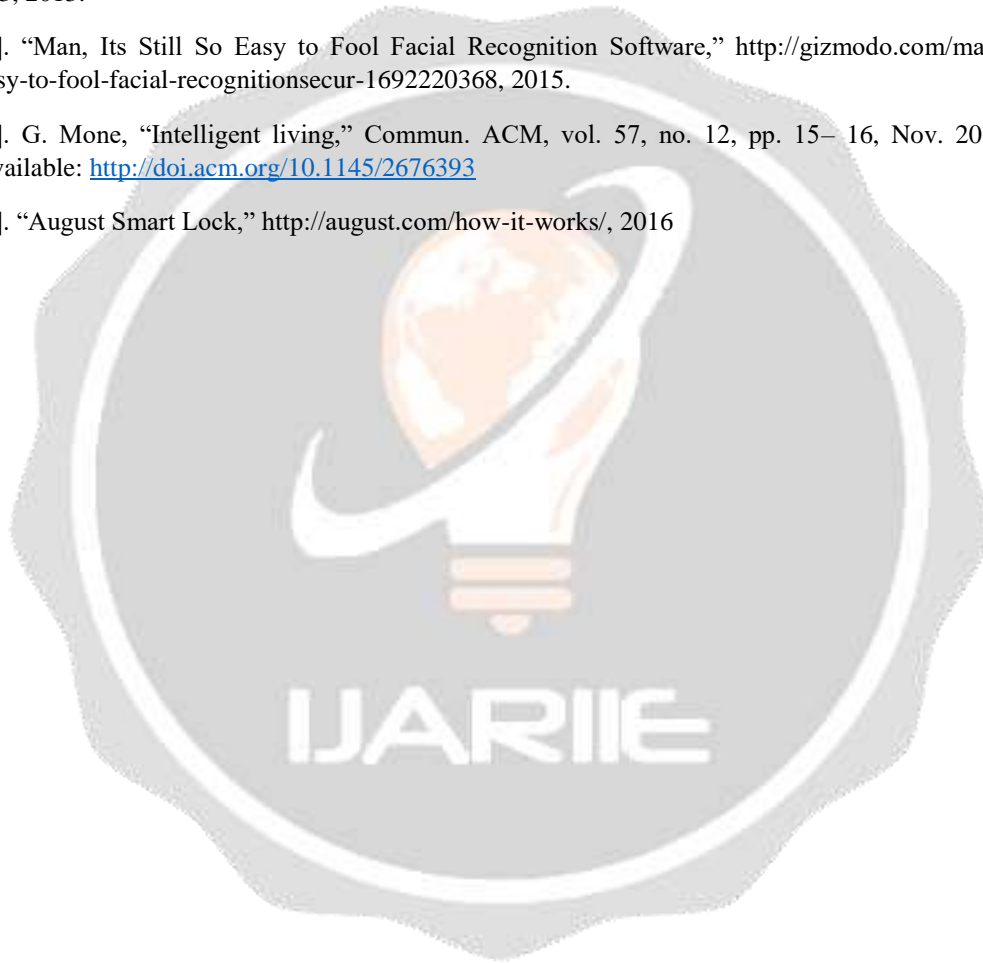 5, 2015.
]. “Man, Its Still So Easy to Fool Facial Recognition Software,” http://gizmodo.com/ma
sy-to-fool-facial-recognitionsecur-1692220368, 2015.
]. G. Mone, “Intelligent living,” Commun. ACM, vol. 57, no. 12, pp. 15– 16, Nov. 20
vailable: http://doi.acm.org/10.1145/2676393
]. “August Smart Lock,” http://august.com/how-it-works/, 2016
IJARIIE